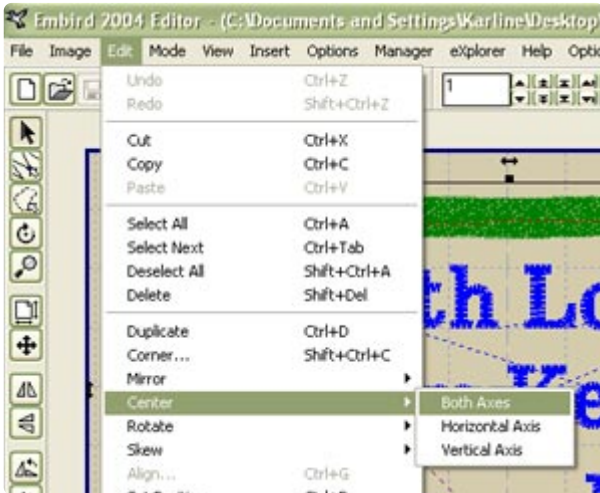 Embird 2004 Editor - (C:\Documents and Settings\Karline\Desktop\
File Image Edit Mode View Insert Options Manager eXplorer Help Optio
1
Undo Ctrl+Z
Redo Shift+Ctrl+Z
Cut Ctrl+X
Copy Ctrl+C
Paste Ctrl+V
Select All Ctrl+A
Select Next Ctrl+Tab
Deselect All Shift+Ctrl+A
Delete Shift+Del
Duplicate Ctrl+D
Corner... Shift+Ctrl+C
Mirror
Center
Rotate
Skew
Align... Ctrl+G
Both Axes
Horizontal Axis
Vertical Axis
th Lo
Ke